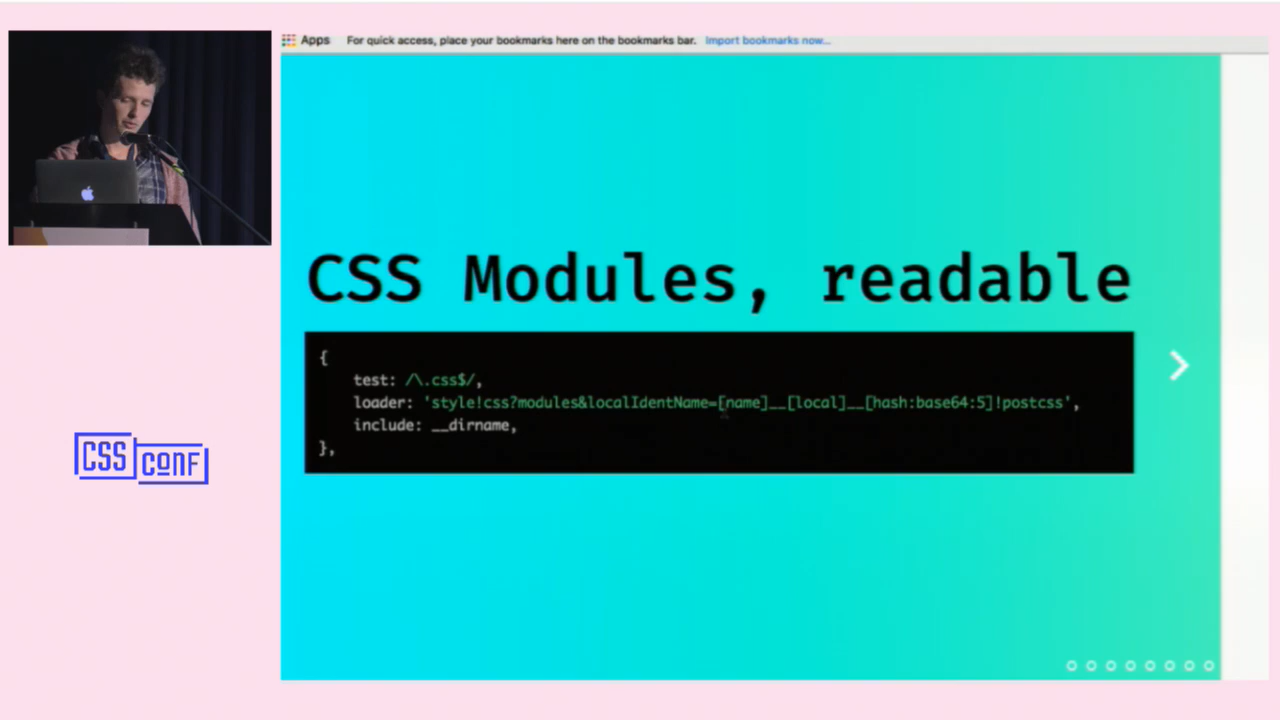 Apps For quick access, place your bookmarks here on the bookmarks bar. Import bookmarks now...
CSS Modules, readable
{
test: /\.css$/,
loader: 'style!css?modules&localIdentName=[name]__[local]__[hash:base64:5]!postcss',
include: __dirname,
},
CSS
CONF